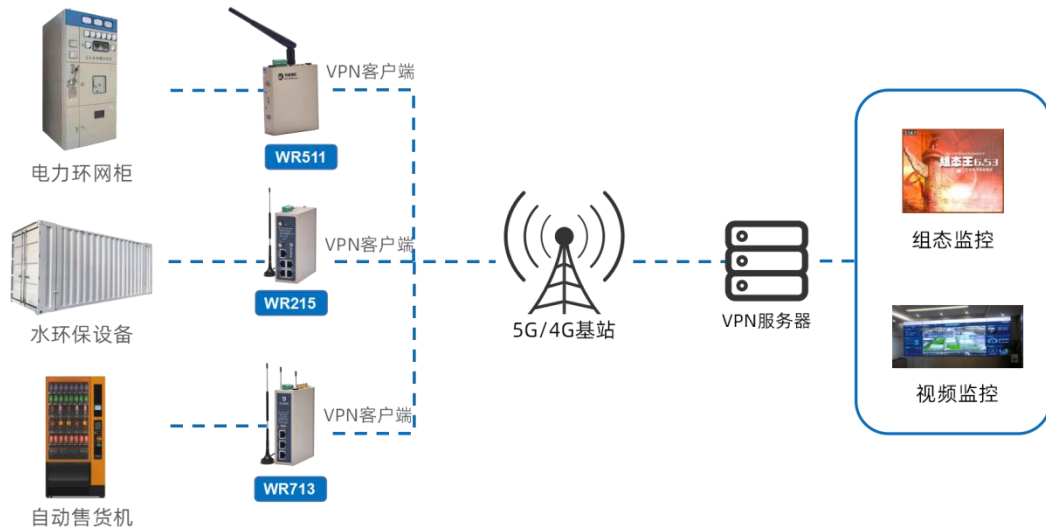 VPN客户端
WR511
电力环网柜
VPN客户端
WR215
水环保设备
VPN客户端
WR713
自动售货机
5G/4G基站
VPN服务器
组态王6.53
组态监控
视频监控